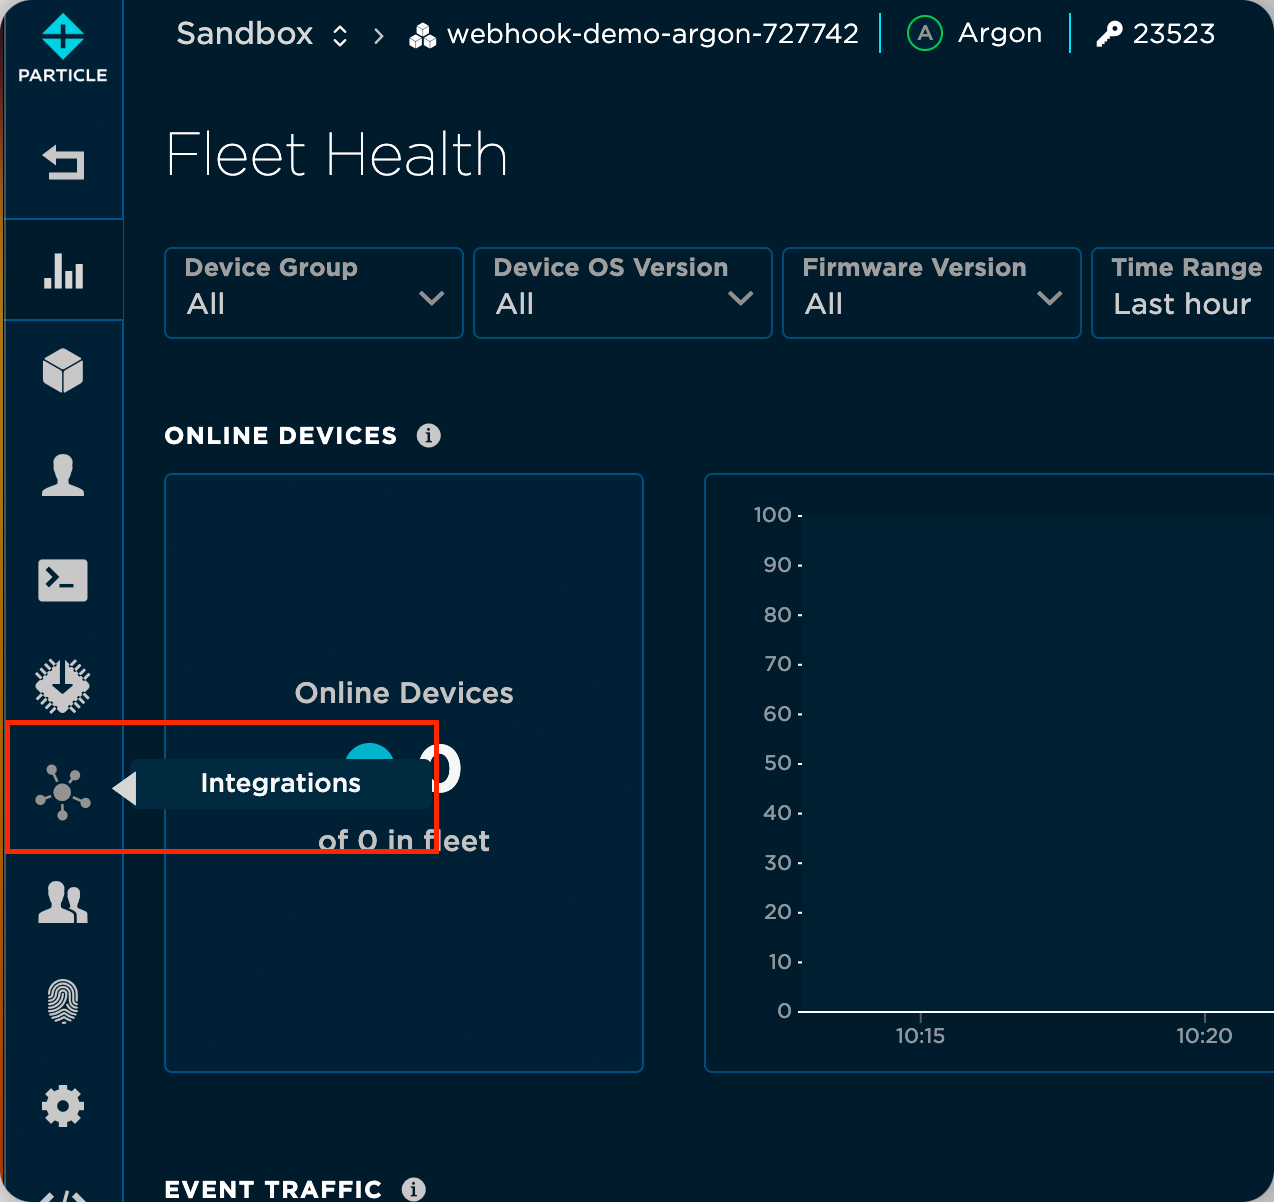 PARTICLE
Sandbox > webhook-demo-argon-727742 A Argon 23523
Fleet Health
Device Group
All
Device OS Version
All
Firmware Version
All
Time Range
Last hour
ONLINE DEVICES i
Online Devices
0
of 0 in fleet
Integrations
100
90
80
70
60
50
40
30
20
10
0
10:15
10:20
EVENT TRAFFIC i